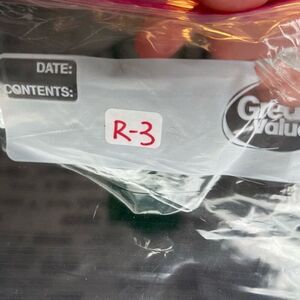 DATE:
CONTENTS:
R-3
Great
Value